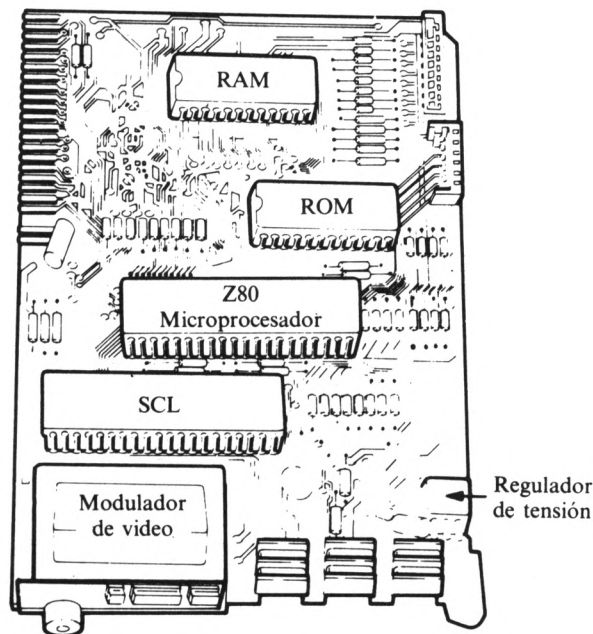 RAM
ROM
Z80
Microprocesador
SCL
Modulador
de video
Regulador
de tensión